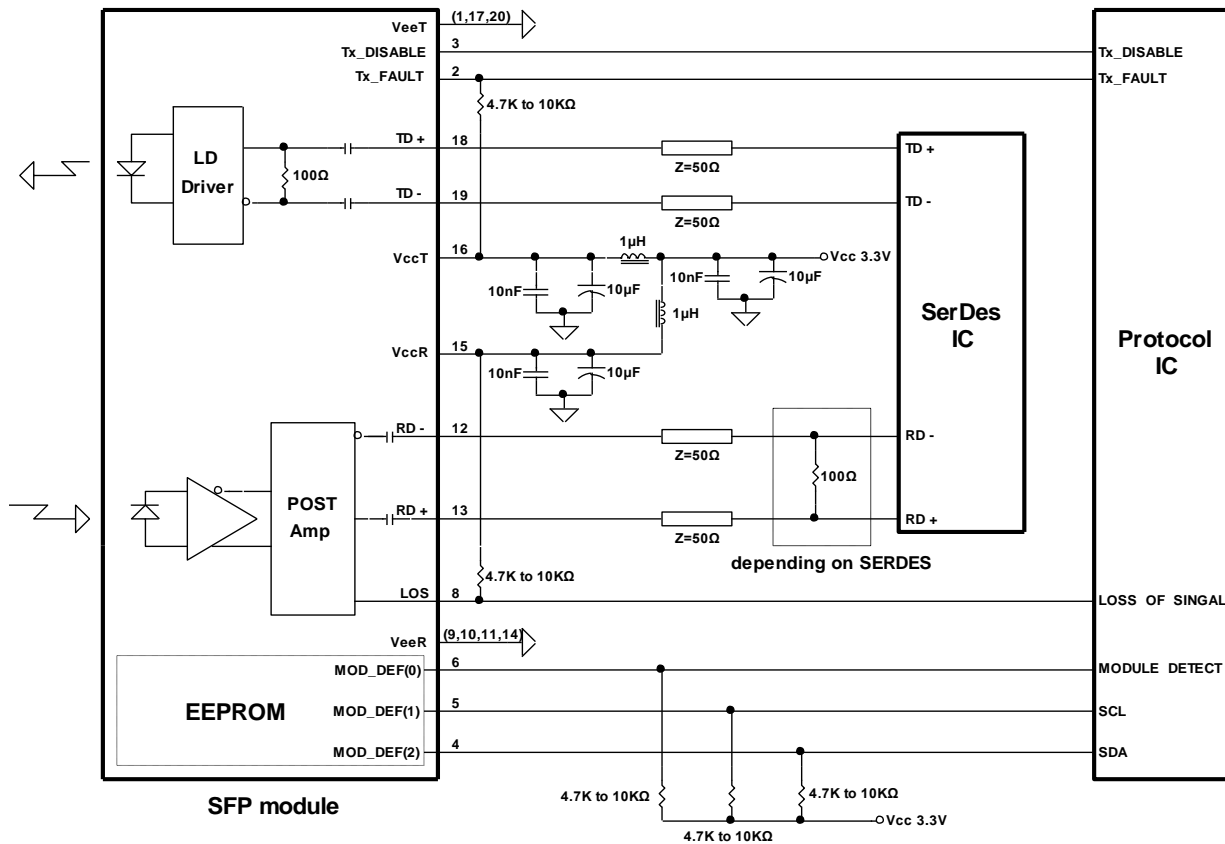 VeeT
(1,17,20)
Tx_DISABLE
3
Tx_DISABLE
Tx_FAULT
2
Tx_FAULT
4.7K to 10KΩ
LD
Driver
100Ω
TD +
18
Z=50Ω
TD +
TD -
19
Z=50Ω
TD -
VccT
16
1µH
Vcc 3.3V
10nF
10µF
10nF
10µF
1µH
SerDes
IC
Protocol
IC
VccR
15
10nF
10µF
RD -
12
Z=50Ω
RD -
100Ω
POST
Amp
RD +
13
Z=50Ω
RD +
depending on SERDES
4.7K to 10KΩ
LOS
8
LOSS OF SINGAL
VeeR
(9,10,11,14)
EEPROM
MOD_DEF(0)
6
MODULE DETECT
MOD_DEF(1)
5
SCL
MOD_DEF(2)
4
SDA
SFP module
4.7K to 10KΩ
4.7K to 10KΩ
4.7K to 10KΩ
Vcc 3.3V